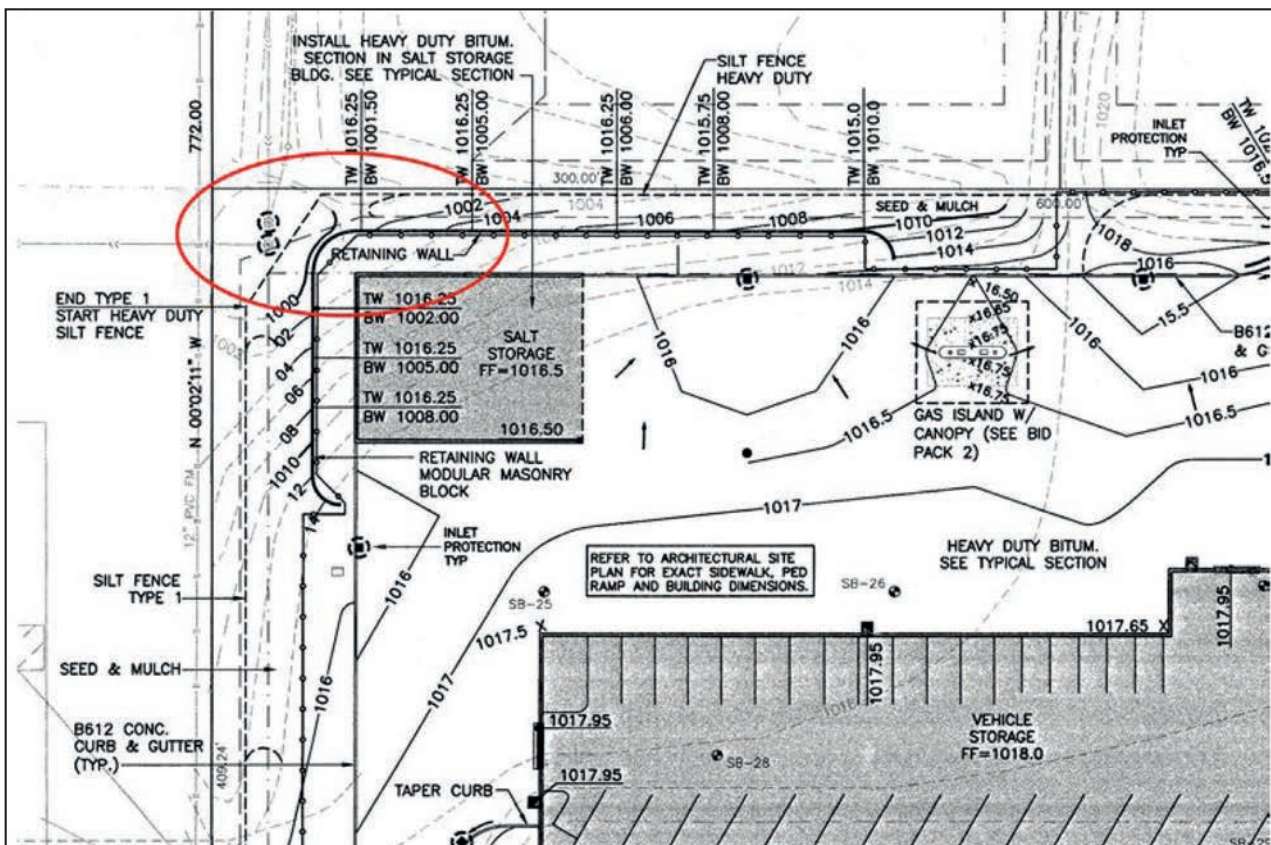 INSTALL HEAVY DUTY BITUM.
SECTION IN SALT STORAGE
BLDG. SEE TYPICAL SECTION
SILT FENCE
HEAVY DUTY
772.00
TW 1016.25
BW 1001.50
TW 1016.25
BW 1005.00
TW 1016.25
BW 1006.00
TW 1015.75
BW 1008.00
TW 1015.0
BW 1010.0
1020
INLET
PROTECTION
TYP
BW 1016.5
300.00'
600.00'
1002
1004
1004
1006
1008
SEED & MULCH
1010
1012
1014
1018
1016
RETAINING WALL
1012
1014
END TYPE 1
START HEAVY DUTY
SILT FENCE
1000
02
04
06
08
1010
12
14
TW 1016.25
BW 1002.00
TW 1016.25
BW 1005.00
TW 1016.25
BW 1008.00
SALT
STORAGE
FF=1016.5
1016.50
1016
1016
16.50
x16.65
x16.75
x16.75
x16.75
1016
15.5
B612
1016
1016.5
1016.5
GAS ISLAND W/
CANOPY (SEE BID
PACK 2)
N 00°02'11" W
12" PVC FM
RETAINING WALL
MODULAR MASONRY
BLOCK
1017
INLET
PROTECTION
TYP
REFER TO ARCHITECTURAL SITE
PLAN FOR EXACT SIDEWALK, PED
RAMP AND BUILDING DIMENSIONS.
HEAVY DUTY BITUM.
SEE TYPICAL SECTION
SILT FENCE
TYPE 1
1016
SB-25
SB-26
1017.5
1017.65
1017.95
1017.95
SEED & MULCH
1016
1017
B612 CONC.
CURB & GUTTER
(TYP.)
409.24'
1017.95
1017.95
VEHICLE
STORAGE
FF=1018.0
SB-28
TAPER CURB